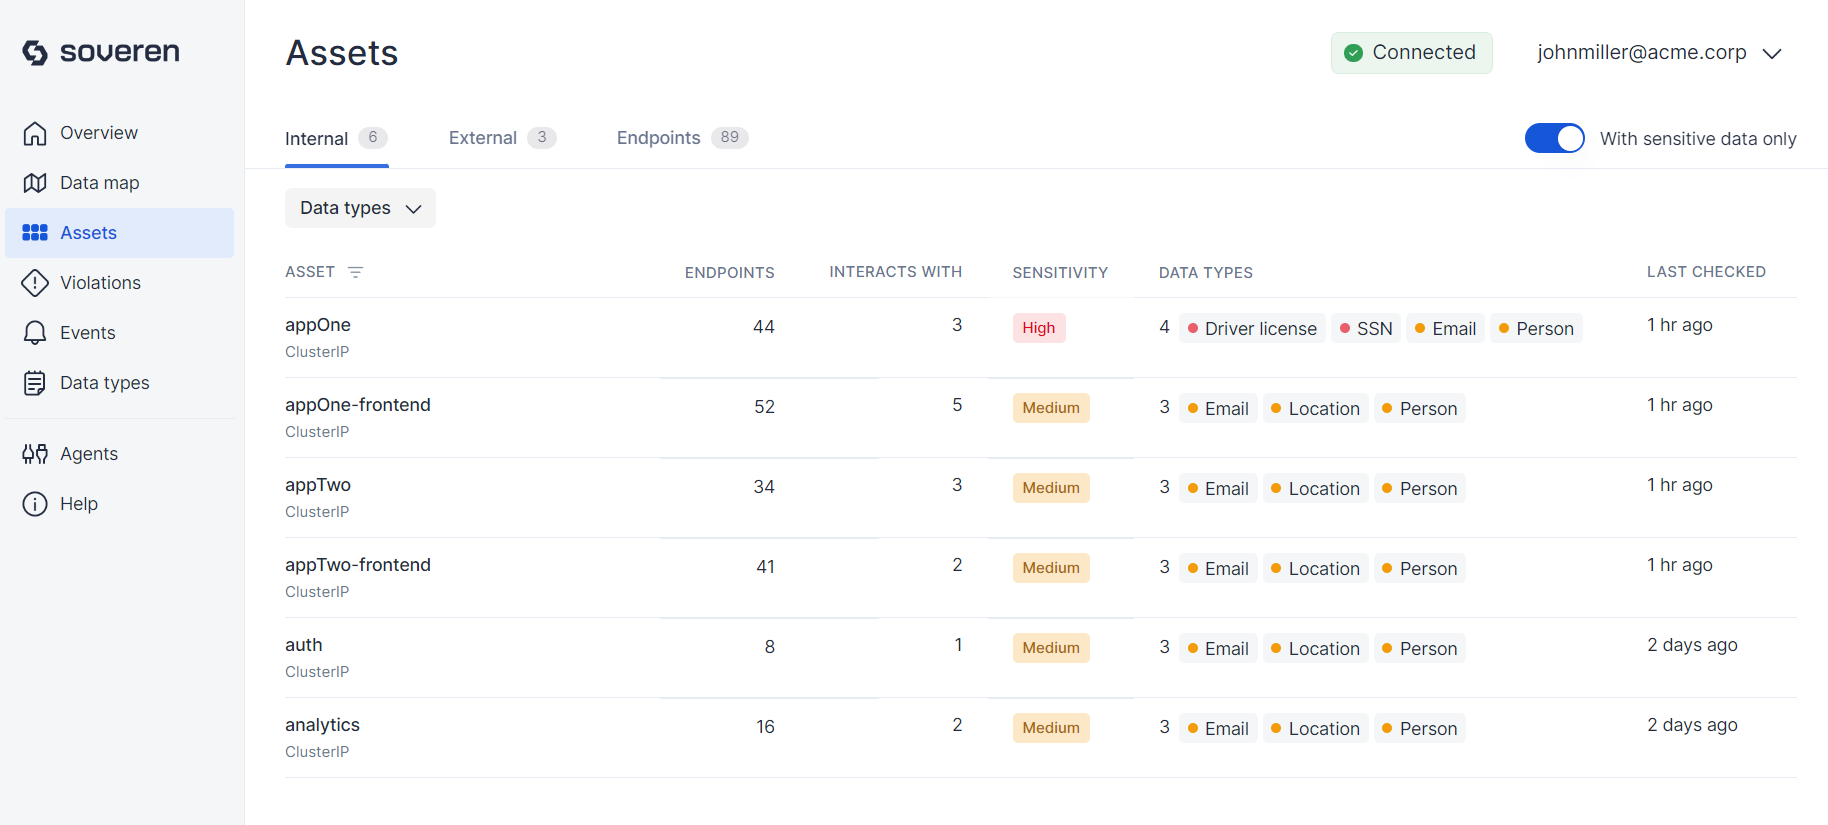 soveren
Overview
Data map
Assets
Violations
Events
Data types
Agents
Help
Assets
Connected
johnmiller@acme.corp
Internal 6
External 3
Endpoints 89
With sensitive data only
Data types
ASSET ENDPOINTS INTERACTS WITH SENSITIVITY DATA TYPES LAST CHECKED
appOne 44 3 High 4 Driver license SSN Email Person 1 hr ago
ClusterIP
appOne-frontend 52 5 Medium 3 Email Location Person 1 hr ago
ClusterIP
appTwo 34 3 Medium 3 Email Location Person 1 hr ago
ClusterIP
appTwo-frontend 41 2 Medium 3 Email Location Person 1 hr ago
ClusterIP
auth 8 1 Medium 3 Email Location Person 2 days ago
ClusterIP
analytics 16 2 Medium 3 Email Location Person 2 days ago
ClusterIP